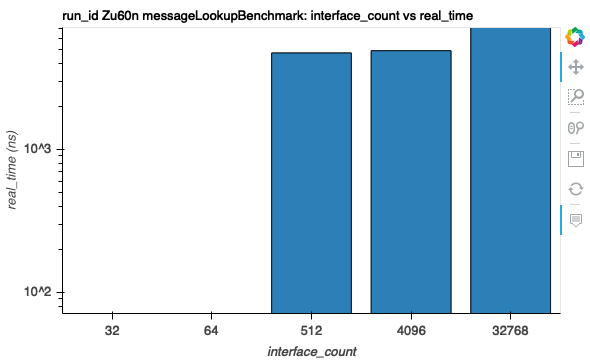 run_id Zu60n messageLookupBenchmark: interface_count vs real_time
real_time (ns)
10^3
10^2
32 64 512 4096 32768
interface_count